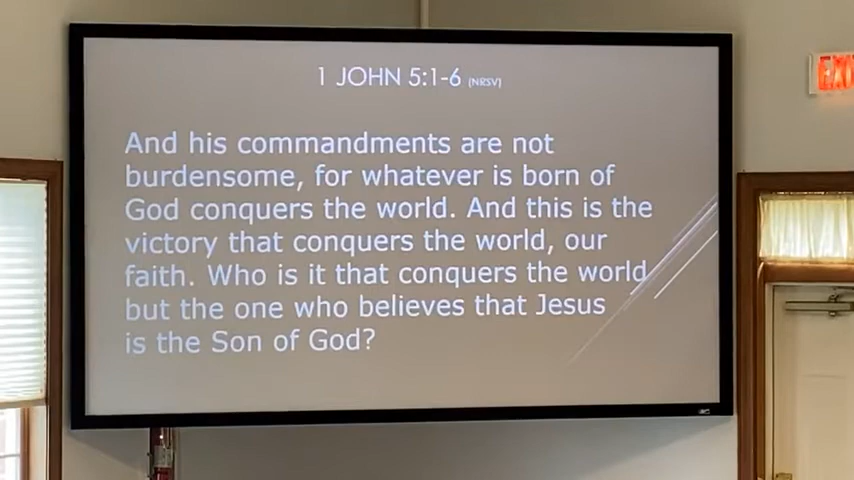 1 JOHN 5:1-6 (NRSV)
And his commandments are not
burdensome, for whatever is born of
God conquers the world. And this is the
victory that conquers the world, our
faith. Who is it that conquers the world
but the one who believes that Jesus
is the Son of God?
EXIT